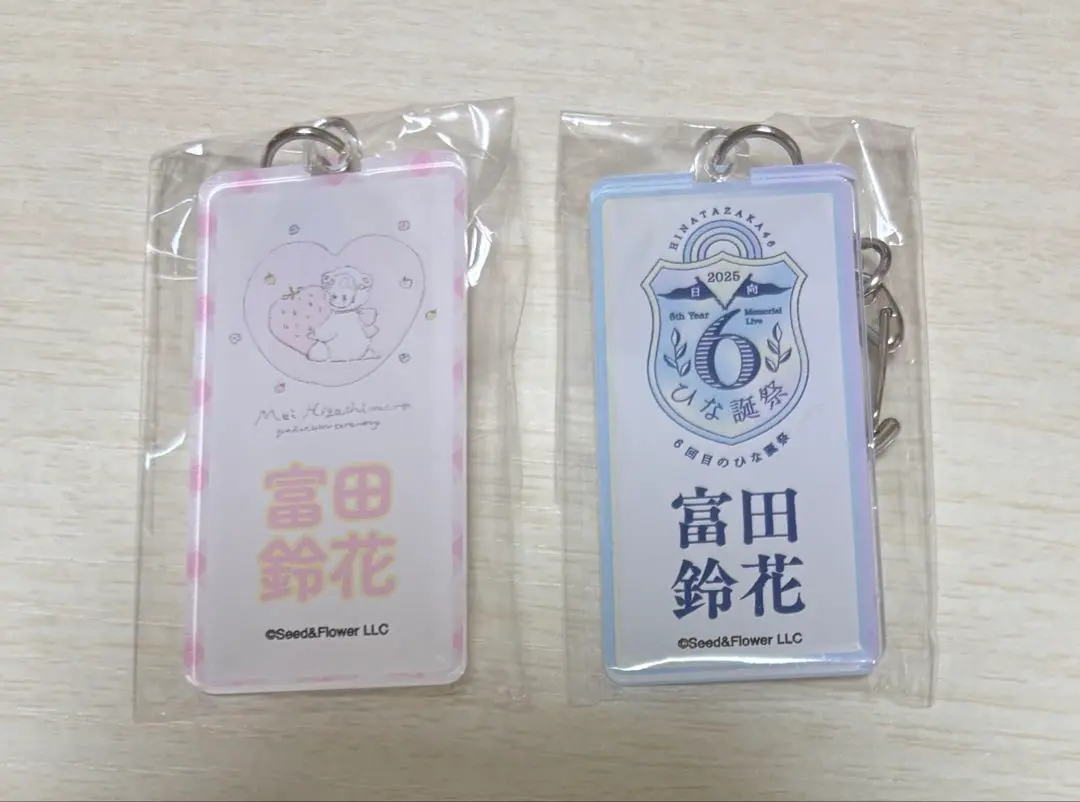 Mei Higashimura
graduation ceremony
富田
鈴花
©Seed&Flower LLC
HINATAZAKA46
2025
日 向
6th Year Memorial Live
6
ひな誕祭
6回目のひな誕祭
富田
鈴花
©Seed&Flower LLC